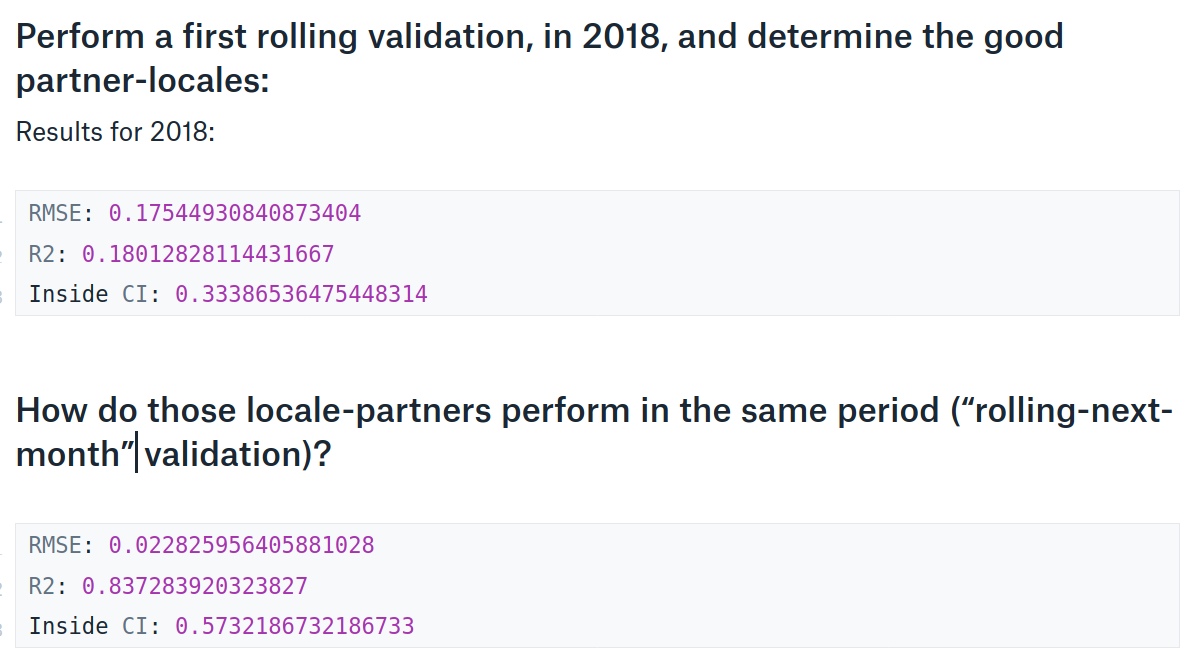 Perform a first rolling validation, in 2018, and determine the good
partner-locales:
Results for 2018:
RMSE: 0.17544930840873404
R2: 0.18012828114431667
Inside CI: 0.33386536475448314
How do those locale-partners perform in the same period (“rolling-next-
month” validation)?
RMSE: 0.022825956405881028
R2: 0.837283920323827
Inside CI: 0.5732186732186733